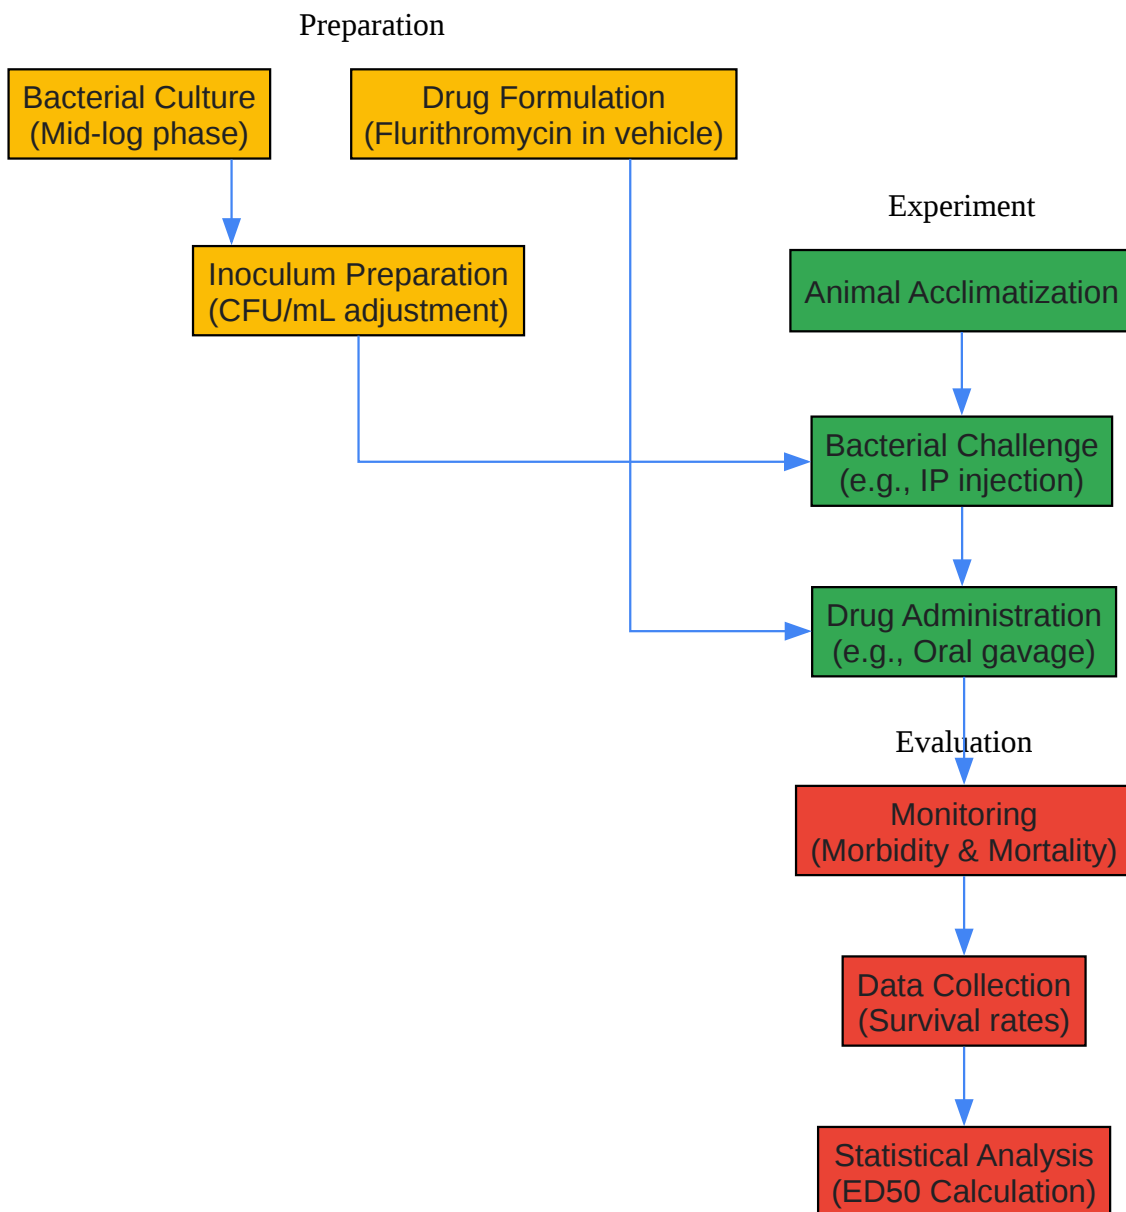 Preparation
Bacterial Culture
(Mid-log phase)
Drug Formulation
(Flurithromycin in vehicle)
Inoculum Preparation
(CFU/mL adjustment)
Experiment
Animal Acclimatization
Bacterial Challenge
(e.g., IP injection)
Drug Administration
(e.g., Oral gavage)
Evaluation
Monitoring
(Morbidity & Mortality)
Data Collection
(Survival rates)
Statistical Analysis
(ED50 Calculation)